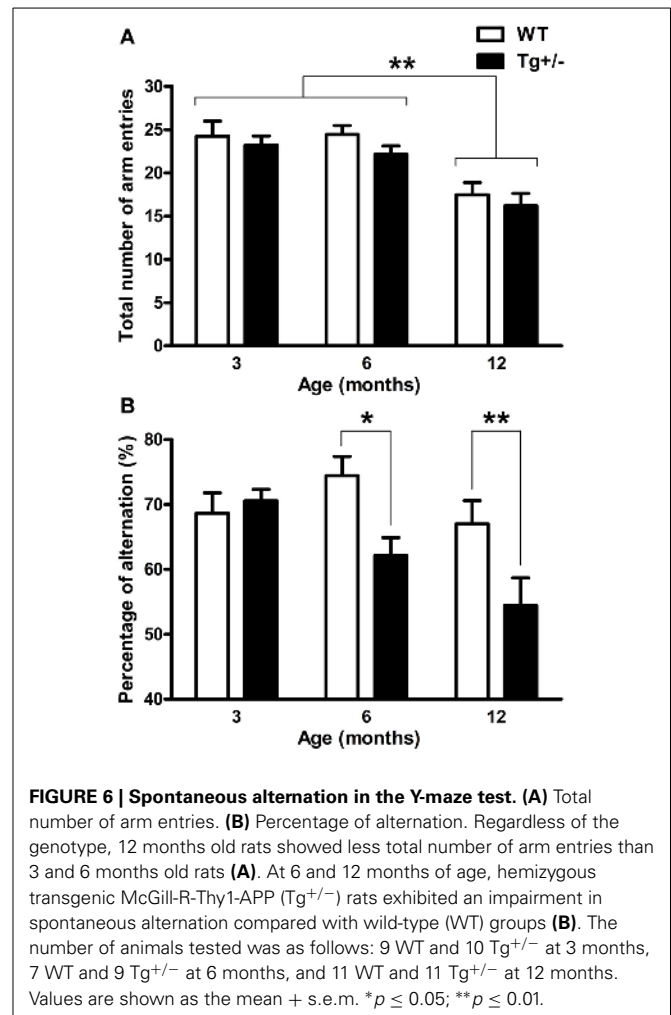 A
WT
Tg+/-
**
30
25
20
15
10
5
0
Total number of arm entries
3 6 12
Age (months)
B
* **
80
70
60
50
40
Percentage of alternation (%)
3 6 12
Age (months)
FIGURE 6 | Spontaneous alternation in the Y-maze test. (A) Total
number of arm entries. (B) Percentage of alternation. Regardless of the
genotype, 12 months old rats showed less total number of arm entries than
3 and 6 months old rats (A). At 6 and 12 months of age, hemizygous
transgenic McGill-R-Thy1-APP (Tg+/−) rats exhibited an impairment in
spontaneous alternation compared with wild-type (WT) groups (B). The
number of animals tested was as follows: 9 WT and 10 Tg+/− at 3 months,
7 WT and 9 Tg+/− at 6 months, and 11 WT and 11 Tg+/− at 12 months.
Values are shown as the mean + s.e.m. *p ≤ 0.05; **p ≤ 0.01.